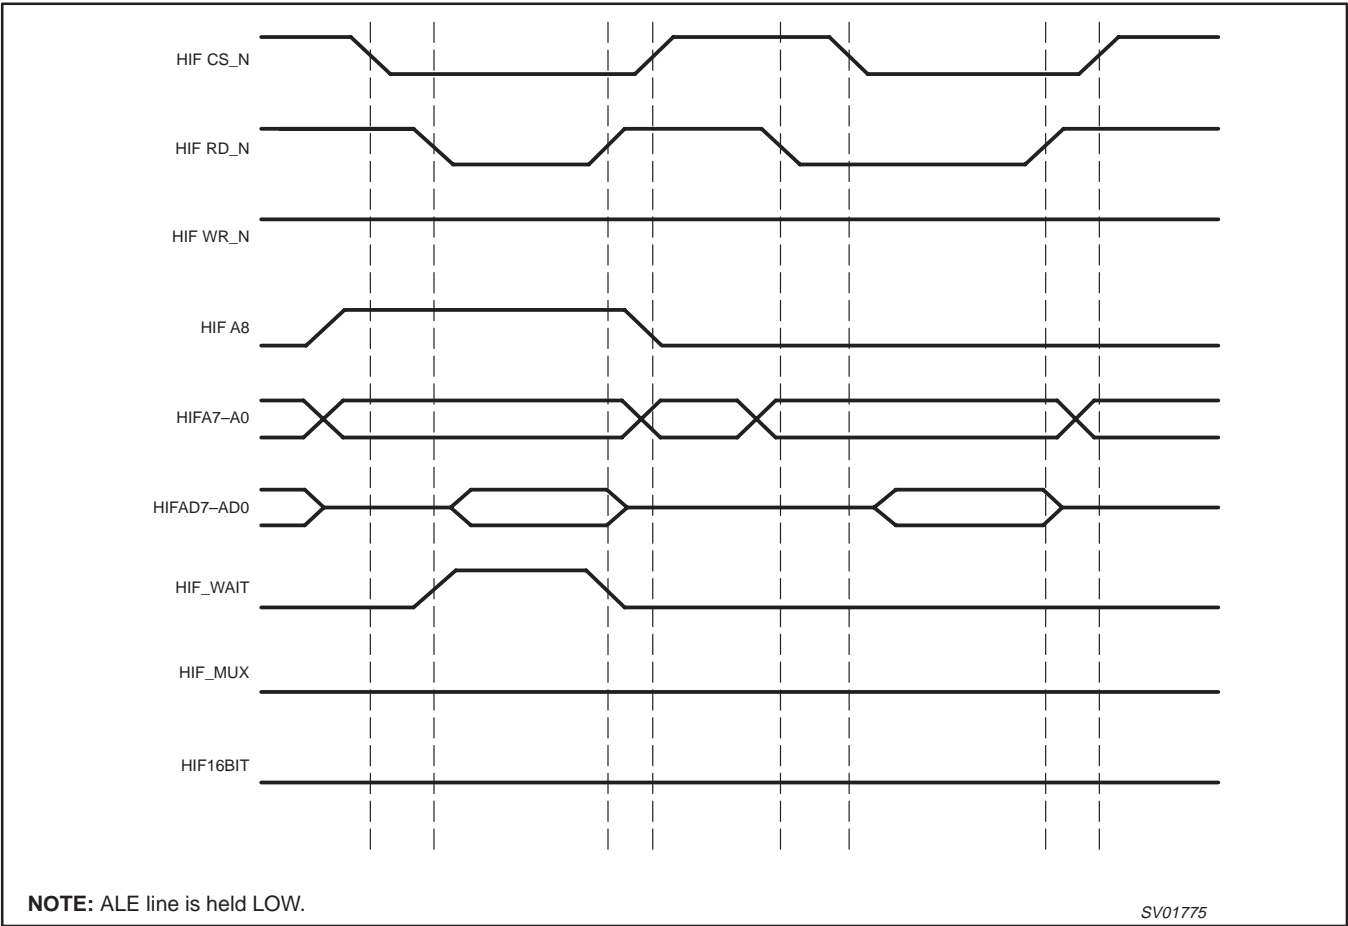 HIF CS_N
HIF RD_N
HIF WR_N
HIF A8
HIFA7–A0
HIFAD7–AD0
HIF_WAIT
HIF_MUX
HIF16BIT
NOTE: ALE line is held LOW.
SV01775